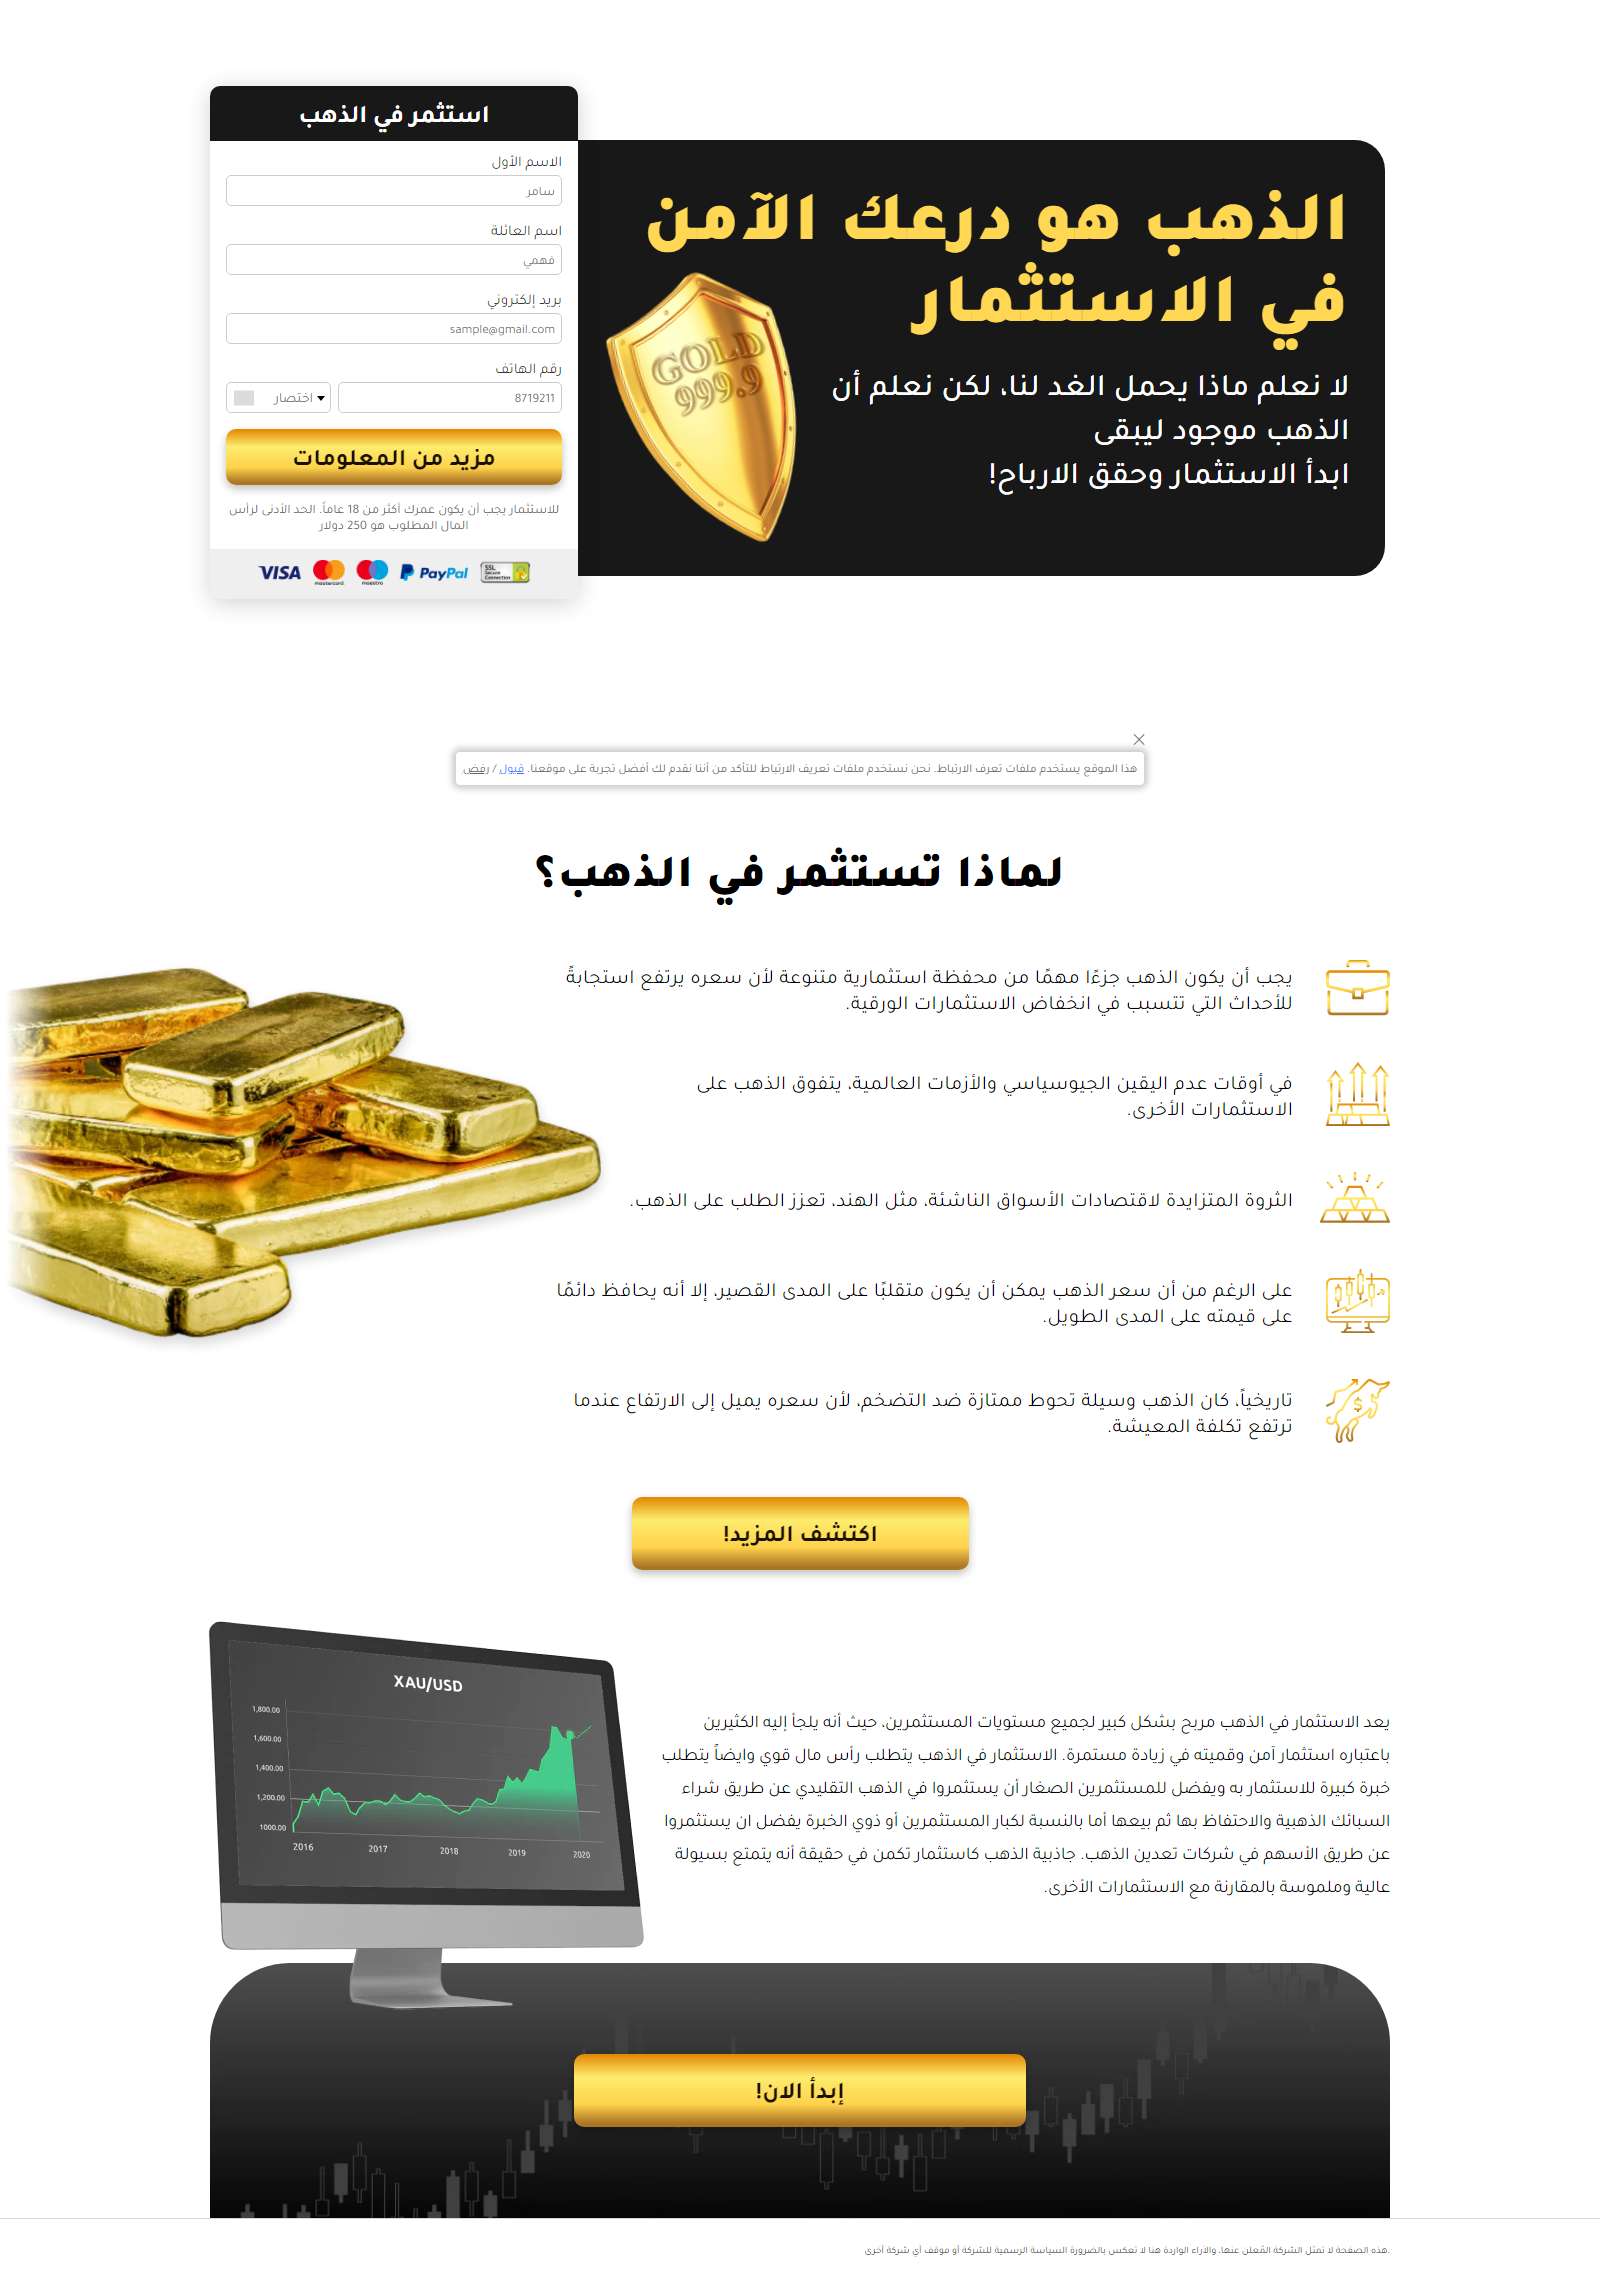 استثمر في الذهب
الاسم الأول
سامر
اسم العائلة
فهمي
بريد إلكتروني
sample@gmail.com
رقم الهاتف
8719211
اختصار
مزيد من المعلومات
للاستثمار يجب أن يكون عمرك أكثر من 18 عاماً. الحد الأدنى لرأس
المال المطلوب هو 250 دولار
VISA
mastercard
maestro
PayPal
SSL
Secure
Connection
الذهب هو درعك الآمن
في الاستثمار
GOLD
999.9
لا نعلم ماذا يحمل الغد لنا، لكن نعلم أن
الذهب موجود ليبقى
ابدأ الاستثمار وحقق الارباح!
هذا الموقع يستخدم ملفات تعرف الارتباط. نحن نستخدم ملفات تعريف الارتباط للتأكد من أننا نقدم لك أفضل تجربة على موقعنا. قبول / رفض
لماذا تستثمر في الذهب؟
يجب أن يكون الذهب جزءًا مهمًا من محفظة استثمارية متنوعة لأن سعره يرتفع استجابةً
للأحداث التي تتسبب في انخفاض الاستثمارات الورقية.
في أوقات عدم اليقين الجيوسياسي والأزمات العالمية، يتفوق الذهب على
الاستثمارات الأخرى.
الثروة المتزايدة لاقتصادات الأسواق الناشئة، مثل الهند، تعزز الطلب على الذهب.
على الرغم من أن سعر الذهب يمكن أن يكون متقلبًا على المدى القصير، إلا أنه يحافظ دائمًا
على قيمته على المدى الطويل.
تاريخياً، كان الذهب وسيلة تحوط ممتازة ضد التضخم، لأن سعره يميل إلى الارتفاع عندما
ترتفع تكلفة المعيشة.
اكتشف المزيد!
XAU/USD
1,800.00
1,600.00
1,400.00
1,200.00
1000.00
2016 2017 2018 2019 2020
يعد الاستثمار في الذهب مربح بشكل كبير لجميع مستويات المستثمرين، حيث أنه يلجأ إليه الكثيرين
باعتباره استثمار آمن وقميته في زيادة مستمرة. الاستثمار في الذهب يتطلب رأس مال قوي وايضاً يتطلب
خبرة كبيرة للاستثمار به ويفضل للمستثمرين الصغار أن يستثمروا في الذهب التقليدي عن طريق شراء
السبائك الذهبية والاحتفاظ بها ثم بيعها أما بالنسبة لكبار المستثمرين أو ذوي الخبرة يفضل ان يستثمروا
عن طريق الأسهم في شركات تعدين الذهب. جاذبية الذهب كاستثمار تكمن في حقيقة أنه يتمتع بسيولة
عالية وملموسة بالمقارنة مع الاستثمارات الأخرى.
إبدأ الان!
.هذه الصفحة لا تمثل الشركة المُعلن عنها، والاراء الواردة هنا لا تعكس بالضرورة السياسة الرسمية للشركة أو موقف أي شركة أخرى